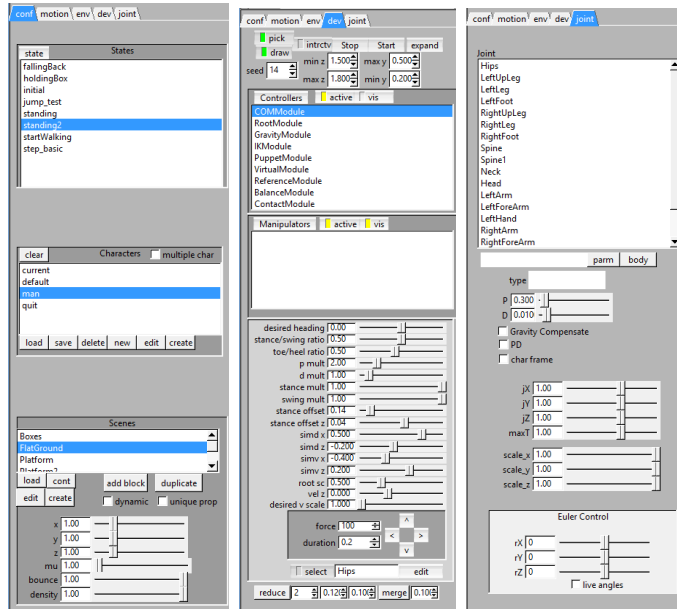 conf motion env dev joint
state States
fallingBack
holdingBox
initial
jump_test
standing
standing2
startWalking
step_basic
clear Characters multiple char
current
default
man
quit
load save delete new edit create
Scenes
Boxes
FlatGround
Platform
Platform2
load cont add block duplicate
edit create dynamic unique prop
x 1.00
y 1.00
z 1.00
mu 1.00
bounce 1.00
density 1.00
conf motion env dev joint
pick intrctv Stop Start expand
draw
seed 14 min z 1.500 max y 0.500
max z 1.800 min y 0.200
Controllers active vis
COMModule
RootModule
GravityModule
IKModule
PuppetModule
VirtualModule
ReferenceModule
BalanceModule
ContactModule
Manipulators active vis
desired heading 0.00
stance/swing ratio 0.50
toe/heel ratio 0.50
p mult 2.00
d mult 1.00
stance mult 1.00
swing mult 1.00
stance offset 0.14
stance offset z 0.04
simd x 0.500
simd z -0.200
simv x -0.400
simv z 0.200
root sc 0.500
vel z 0.000
desired v scale 1.000
force 100 ^
duration 0.2 < >
v
select Hips edit
reduce 2 0.120 0.100 merge 0.100
conf motion env dev joint
Joint
Hips
LeftUpLeg
LeftLeg
LeftFoot
RightUpLeg
RightLeg
RightFoot
Spine
Spine1
Neck
Head
LeftArm
LeftForeArm
LeftHand
RightArm
RightForeArm
parm body
type
P 0.300
D 0.010
Gravity Compensate
PD
char frame
jX 1.00
jY 1.00
jZ 1.00
maxT 1.00
scale_x 1.00
scale_y 1.00
scale_z 1.00
Euler Control
rX 0
rY 0
rZ 0
live angles